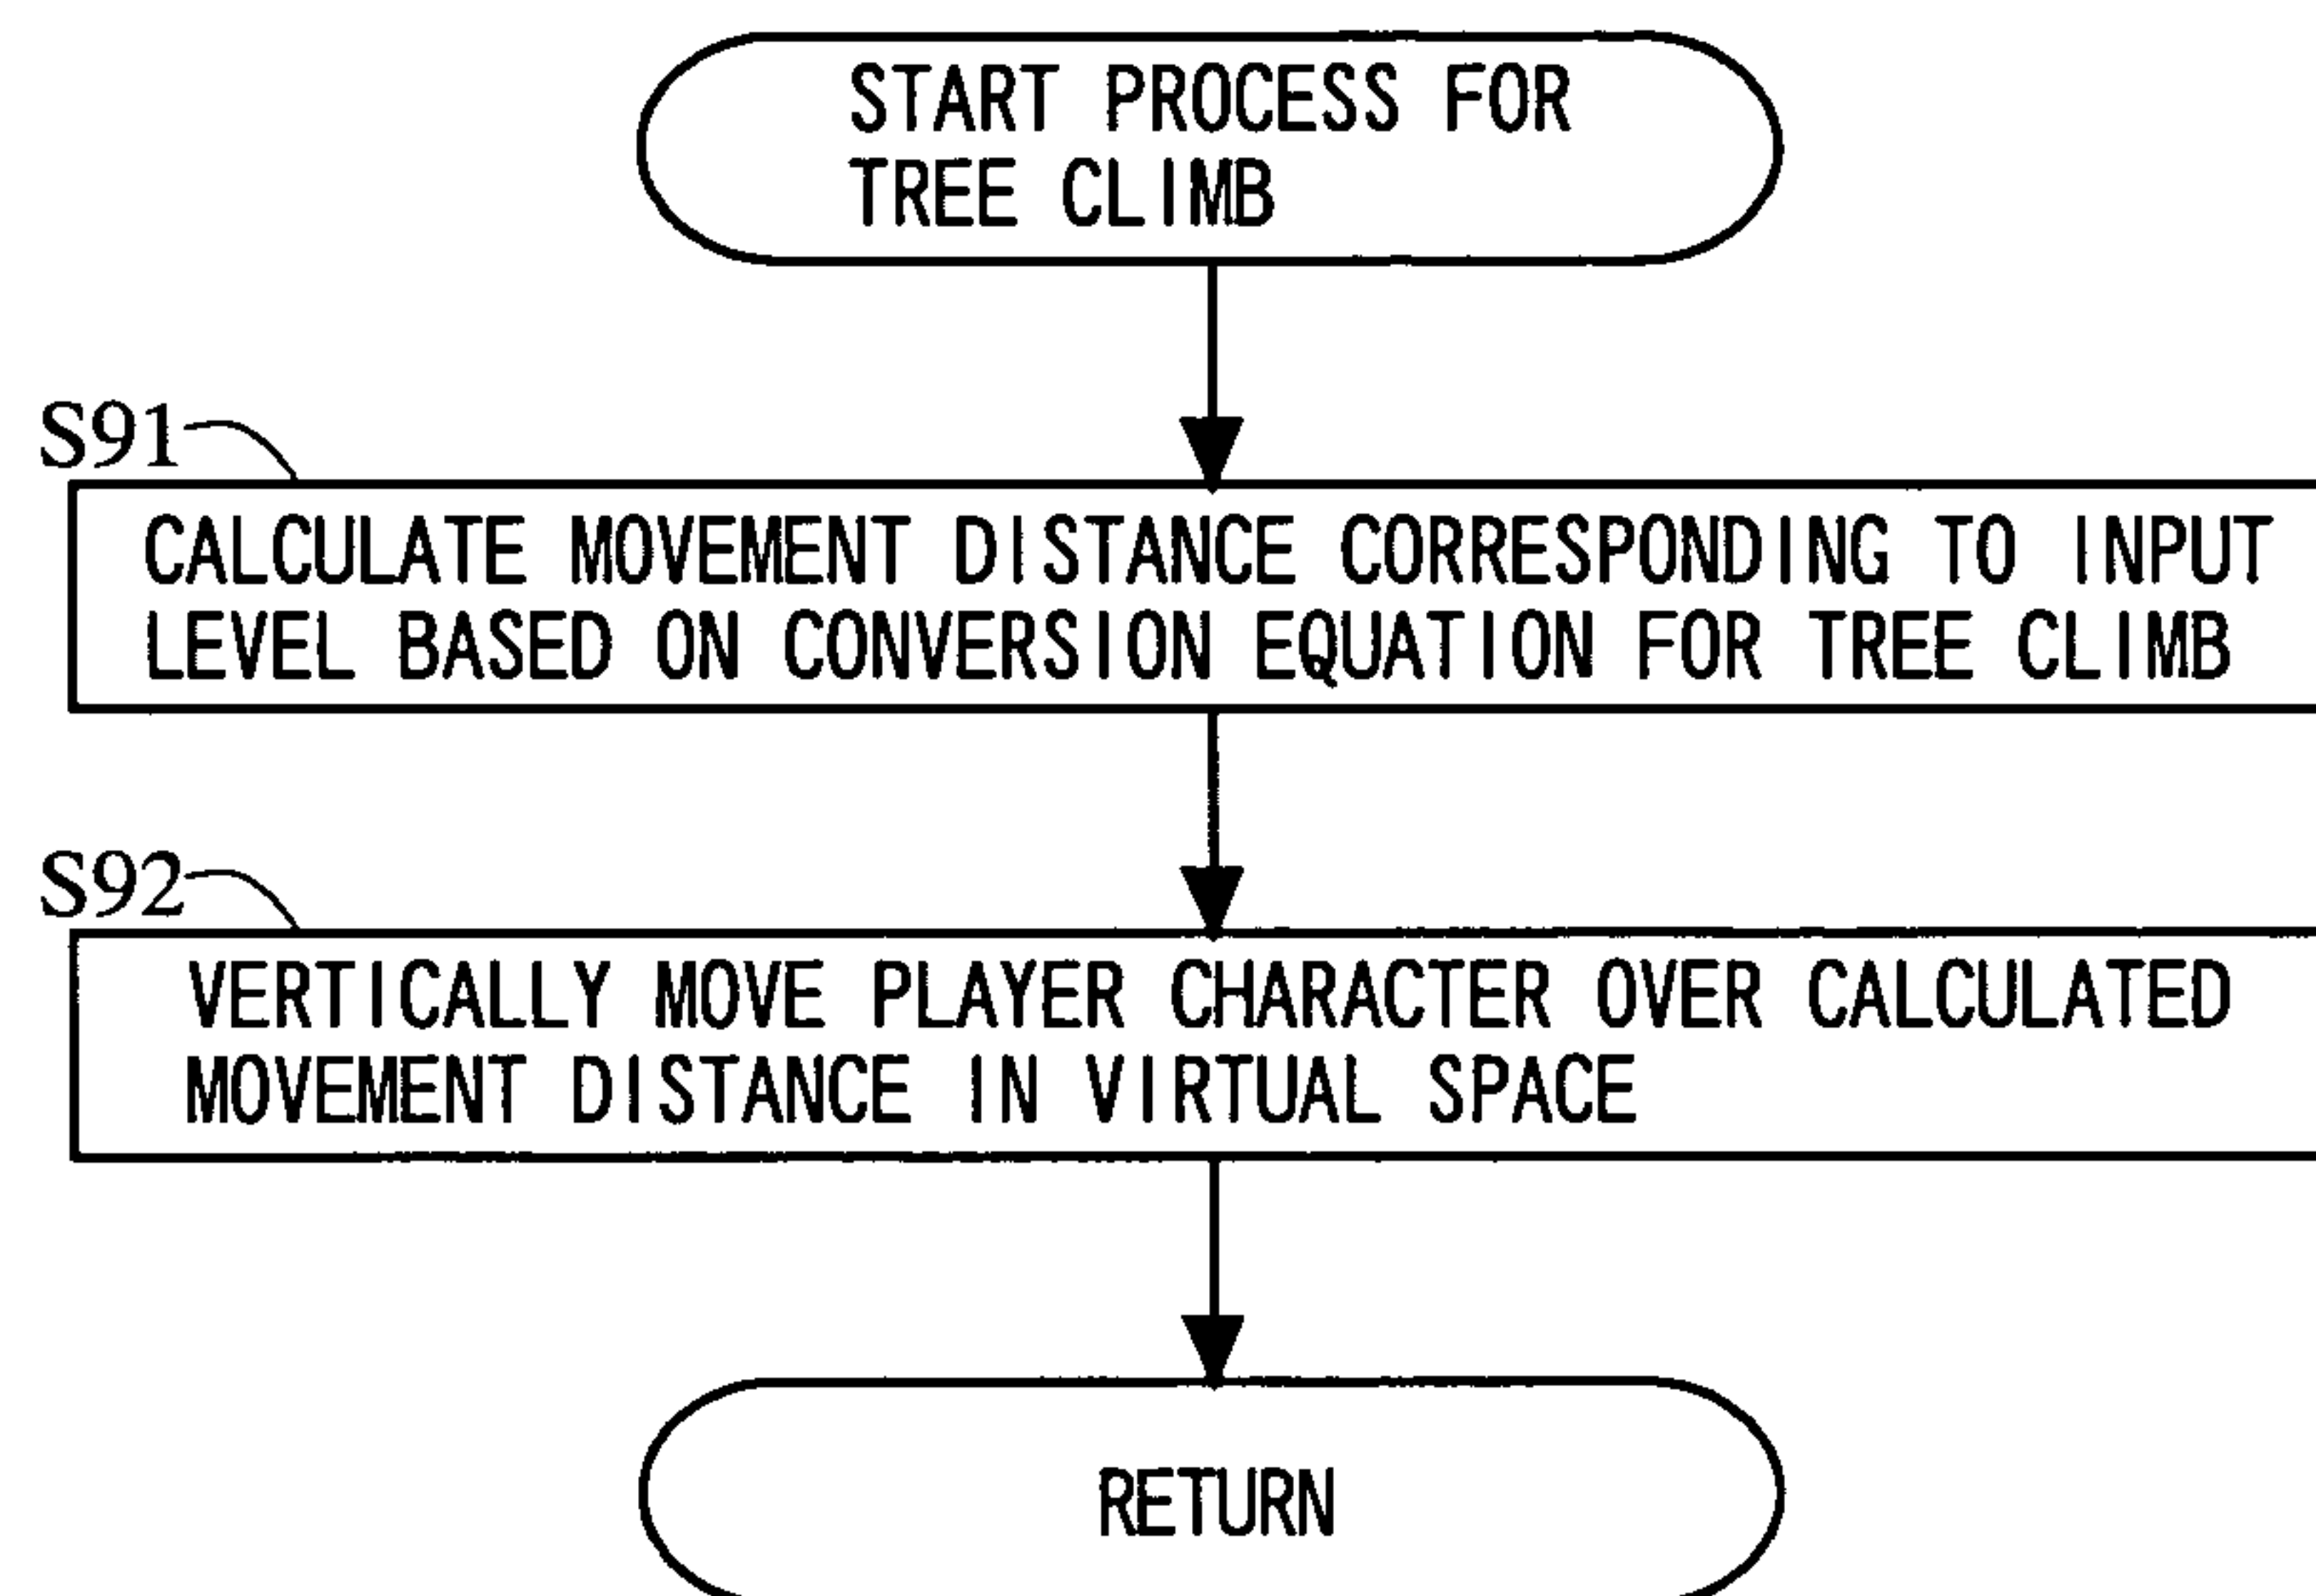 START PROCESS FOR
TREE CLIMB
S91
CALCULATE MOVEMENT DISTANCE CORRESPONDING TO INPUT
LEVEL BASED ON CONVERSION EQUATION FOR TREE CLIMB
S92
VERTICALLY MOVE PLAYER CHARACTER OVER CALCULATED
MOVEMENT DISTANCE IN VIRTUAL SPACE
RETURN